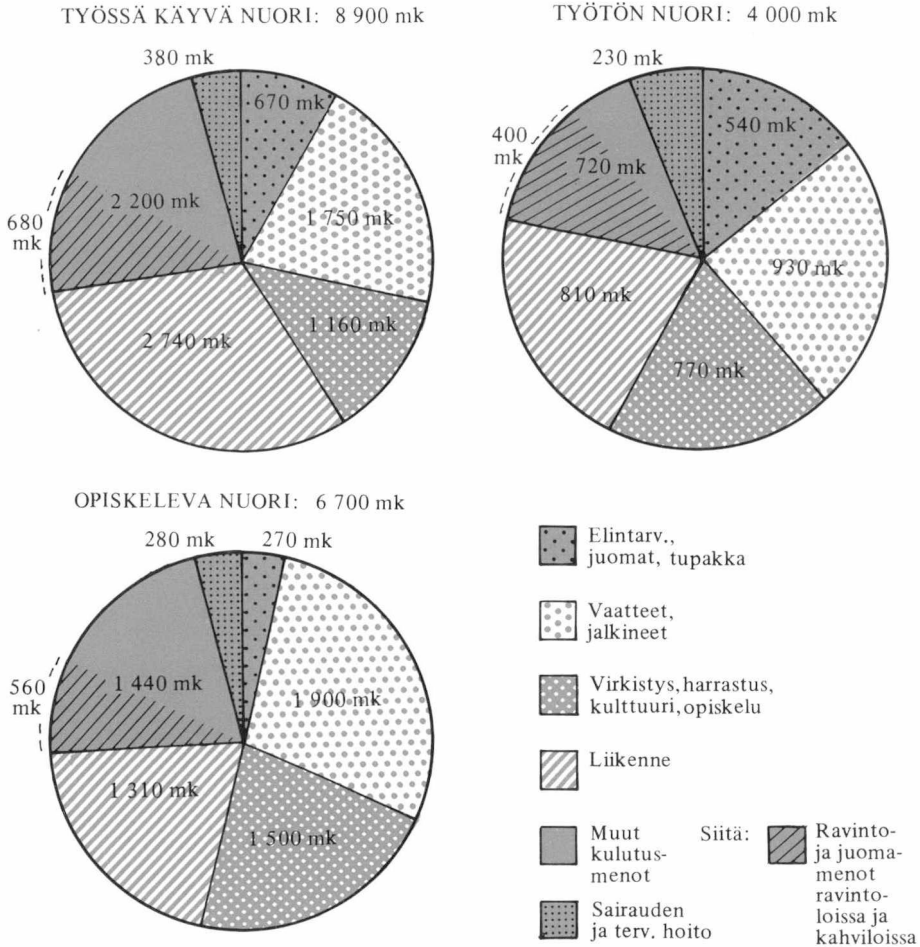 TYÖSSÄ KÄYVÄ NUORI: 8 900 mk
380 mk
670 mk
1 750 mk
1 160 mk
2 740 mk
2 200 mk
680
mk
TYÖTÖN NUORI: 4 000 mk
230 mk
540 mk
930 mk
770 mk
810 mk
720 mk
400
mk
OPISKELEVA NUORI: 6 700 mk
280 mk
270 mk
1 900 mk
1 500 mk
1 310 mk
1 440 mk
560
mk
Elintarv.,
juomat, tupakka
Vaatteet,
jalkineet
Virkistys, harrastus,
kulttuuri, opiskelu
Liikenne
Muut
kulutus-
menot
Sairauden
ja terv. hoito
Siitä:
Ravinto-
ja juoma-
menot
ravinto-
loissa ja
kahviloissa